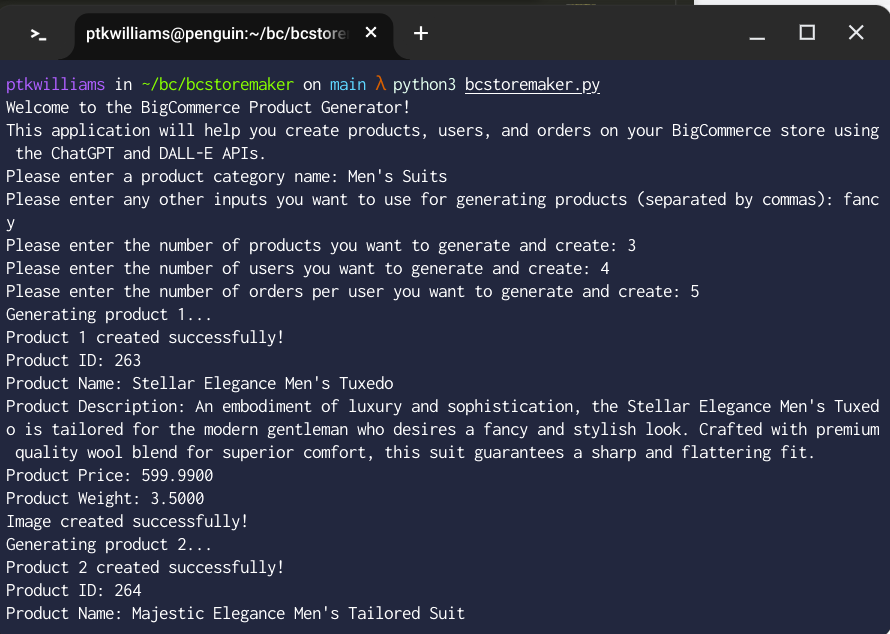 ptkwilliams@penguin:~/bc/bcstore
ptkwilliams in ~/bc/bcstoremaker on main λ python3 bcstoremaker.py
Welcome to the BigCommerce Product Generator!
This application will help you create products, users, and orders on your BigCommerce store using
 the ChatGPT and DALL-E APIs.
Please enter a product category name: Men's Suits
Please enter any other inputs you want to use for generating products (separated by commas): fanc
y
Please enter the number of products you want to generate and create: 3
Please enter the number of users you want to generate and create: 4
Please enter the number of orders per user you want to generate and create: 5
Generating product 1...
Product 1 created successfully!
Product ID: 263
Product Name: Stellar Elegance Men's Tuxedo
Product Description: An embodiment of luxury and sophistication, the Stellar Elegance Men's Tuxed
o is tailored for the modern gentleman who desires a fancy and stylish look. Crafted with premium
 quality wool blend for superior comfort, this suit guarantees a sharp and flattering fit.
Product Price: 599.9900
Product Weight: 3.5000
Image created successfully!
Generating product 2...
Product 2 created successfully!
Product ID: 264
Product Name: Majestic Elegance Men's Tailored Suit